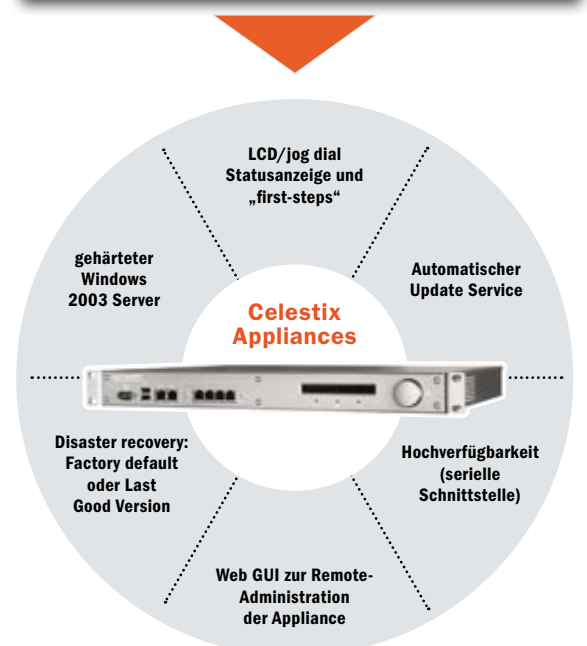 LCD/jog dial
Statusanzeige und
„first-steps“
gehärteter
Windows
2003 Server
Automatischer
Update Service
Celestix
Appliances
Disaster recovery:
Factory default
oder Last
Good Version
Hochverfügbarkeit
(serielle
Schnittstelle)
Web GUI zur Remote-
Administration
der Appliance